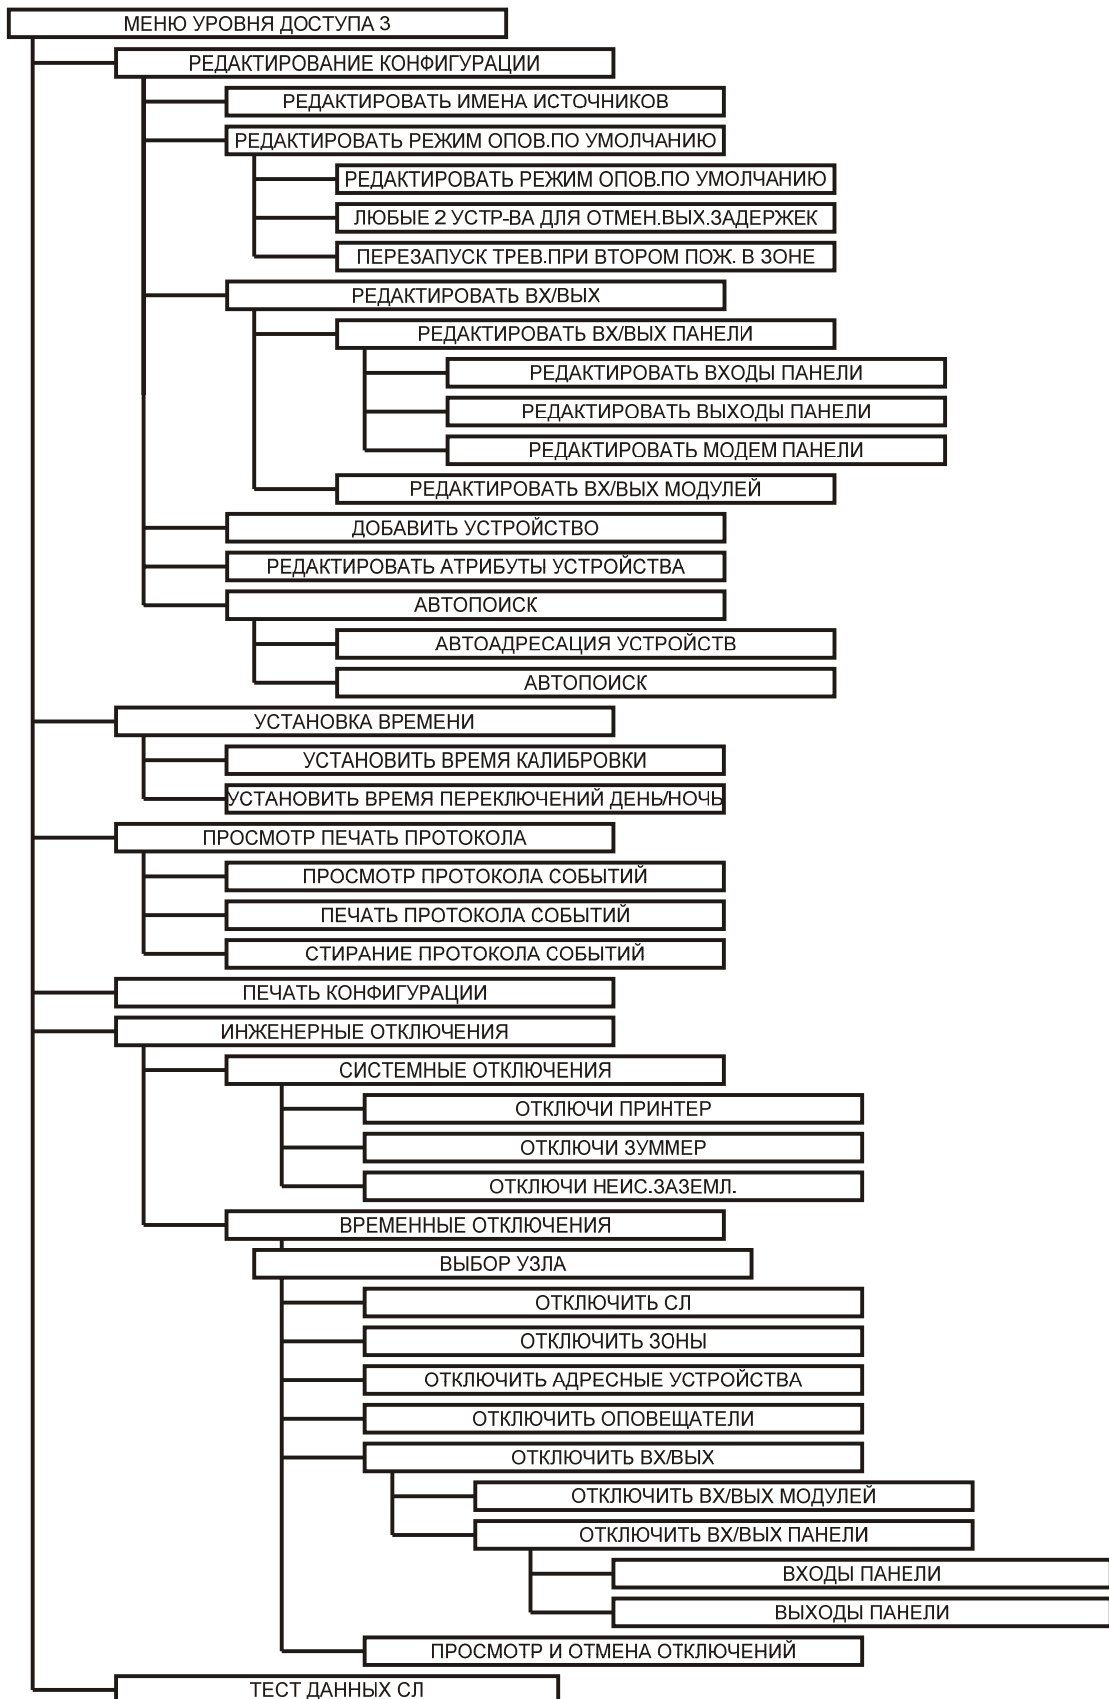 МЕНЮ УРОВНЯ ДОСТУПА 3
РЕДАКТИРОВАНИЕ КОНФИГУРАЦИИ
РЕДАКТИРОВАТЬ ИМЕНА ИСТОЧНИКОВ
РЕДАКТИРОВАТЬ РЕЖИМ ОПОВ.ПО УМОЛЧАНИЮ
РЕДАКТИРОВАТЬ РЕЖИМ ОПОВ.ПО УМОЛЧАНИЮ
ЛЮБЫЕ 2 УСТР-ВА ДЛЯ ОТМЕН.ВЫХ.ЗАДЕРЖЕК
ПЕРЕЗАПУСК ТРЕВ.ПРИ ВТОРОМ ПОЖ. В ЗОНЕ
РЕДАКТИРОВАТЬ ВХ/ВЫХ
РЕДАКТИРОВАТЬ ВХ/ВЫХ ПАНЕЛИ
РЕДАКТИРОВАТЬ ВХОДЫ ПАНЕЛИ
РЕДАКТИРОВАТЬ ВЫХОДЫ ПАНЕЛИ
РЕДАКТИРОВАТЬ МОДЕМ ПАНЕЛИ
РЕДАКТИРОВАТЬ ВХ/ВЫХ МОДУЛЕЙ
ДОБАВИТЬ УСТРОЙСТВО
РЕДАКТИРОВАТЬ АТРИБУТЫ УСТРОЙСТВА
АВТОПОИСК
АВТОАДРЕСАЦИЯ УСТРОЙСТВ
АВТОПОИСК
УСТАНОВКА ВРЕМЕНИ
УСТАНОВИТЬ ВРЕМЯ КАЛИБРОВКИ
УСТАНОВИТЬ ВРЕМЯ ПЕРЕКЛЮЧЕНИЙ ДЕНЬ/НОЧЬ
ПРОСМОТР ПЕЧАТЬ ПРОТОКОЛА
ПРОСМОТР ПРОТОКОЛА СОБЫТИЙ
ПЕЧАТЬ ПРОТОКОЛА СОБЫТИЙ
СТИРАНИЕ ПРОТОКОЛА СОБЫТИЙ
ПЕЧАТЬ КОНФИГУРАЦИИ
ИНЖЕНЕРНЫЕ ОТКЛЮЧЕНИЯ
СИСТЕМНЫЕ ОТКЛЮЧЕНИЯ
ОТКЛЮЧИ ПРИНТЕР
ОТКЛЮЧИ ЗУММЕР
ОТКЛЮЧИ НЕИС.ЗАЗЕМЛ.
ВРЕМЕННЫЕ ОТКЛЮЧЕНИЯ
ВЫБОР УЗЛА
ОТКЛЮЧИТЬ СЛ
ОТКЛЮЧИТЬ ЗОНЫ
ОТКЛЮЧИТЬ АДРЕСНЫЕ УСТРОЙСТВА
ОТКЛЮЧИТЬ ОПОВЕЩАТЕЛИ
ОТКЛЮЧИТЬ ВХ/ВЫХ
ОТКЛЮЧИТЬ ВХ/ВЫХ МОДУЛЕЙ
ОТКЛЮЧИТЬ ВХ/ВЫХ ПАНЕЛИ
ВХОДЫ ПАНЕЛИ
ВЫХОДЫ ПАНЕЛИ
ПРОСМОТР И ОТМЕНА ОТКЛЮЧЕНИЙ
ТЕСТ ДАННЫХ СЛ